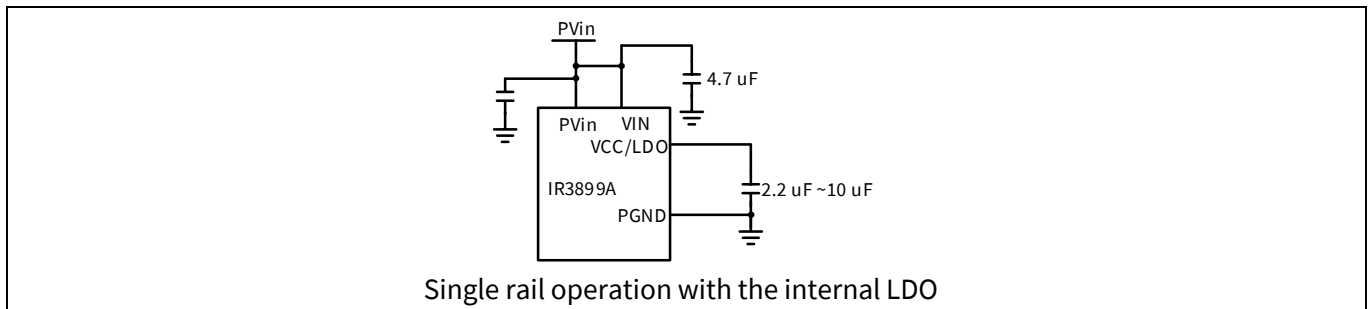 PVin
4.7 uF
PVin VIN
VCC/LDO
IR3899A
2.2 uF ~10 uF
PGND
Single rail operation with the internal LDO